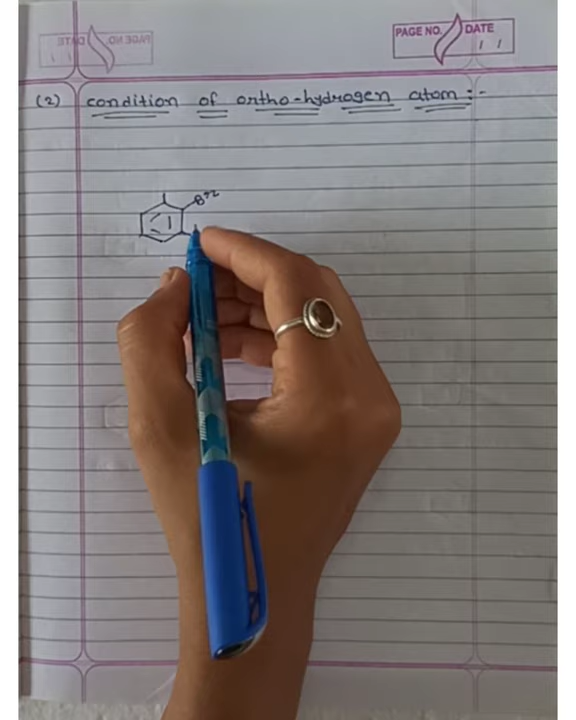 PAGE NO. DATE
/ /
(2) condition of ortho-hydrogen atom :-